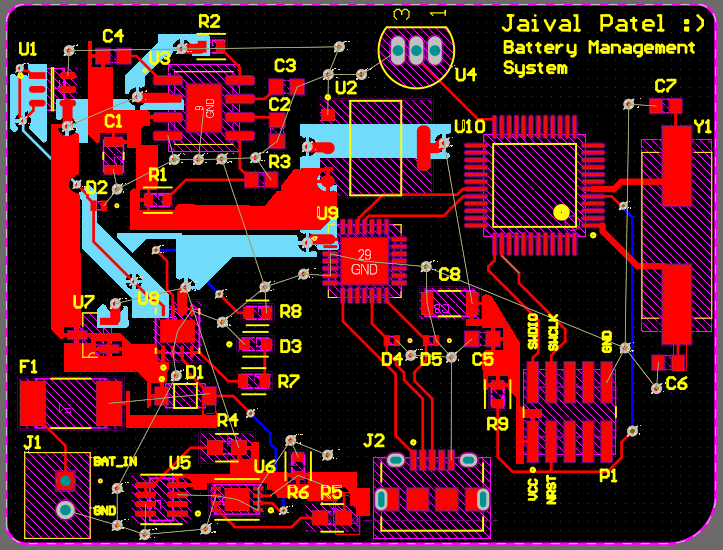 Jaival Patel :)
Battery Management
System
3
1
R2
C4
U1
U3
U4
C3
U2
C7
9
GND
C2
C1
U10
Y1
R3
R1
D2
U9
29
GND
C8
U7
U8
R8
SWDIO
SWCLK
GND
D3
D4
D5
C5
F1
D1
R7
C6
R9
R4
J1
J2
BAT_IN
U5
U6
R6
R5
P1
VCC
NRST
GND